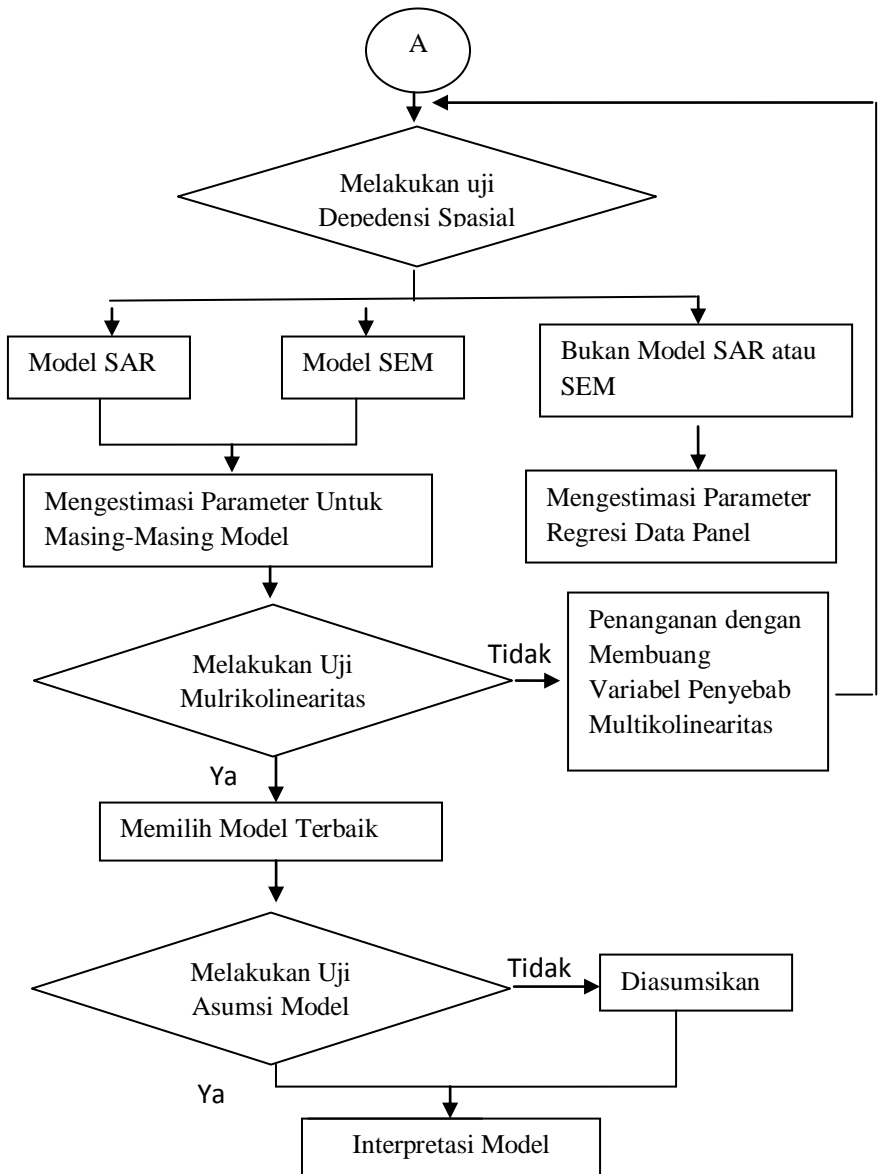 A
Melakukan uji
Depedensi Spasial
Model SAR
Model SEM
Bukan Model SAR atau
SEM
Mengestimasi Parameter Untuk
Masing-Masing Model
Mengestimasi Parameter
Regresi Data Panel
Melakukan Uji
Mulrikolinearitas
Tidak
Penanganan dengan
Membuang
Variabel Penyebab
Multikolinearitas
Ya
Memilih Model Terbaik
Melakukan Uji
Asumsi Model
Tidak
Diasumsikan
Ya
Interpretasi Model